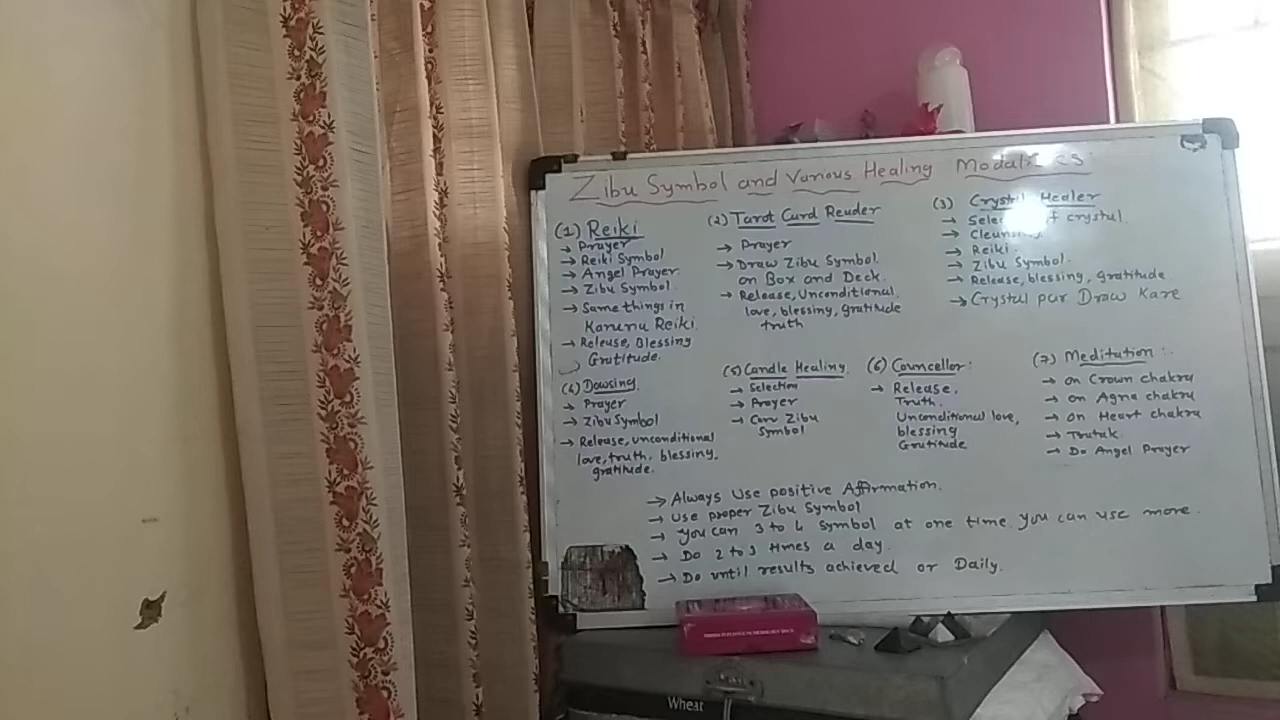 Zibu Symbol and Various Healing Modalities
(1) Reiki
→ Prayer
→ Reiki Symbol
→ Angel Prayer.
→ Zibu Symbol.
→ Same things in
Karunu Reiki.
→ Release, Blessing
Gratitude.
(2) Tarot Card Reader
→ Prayer
→ Draw Zibu Symbol.
on Box and Deck.
→ Release, Unconditional,
love, blessing, gratitude
truth
(3) Crystal Healer
→ of crystal.
→ Cleansing.
→ Reiki.
→ Zibu Symbol.
→ Release, blessing, gratitude
→ Crystal par Draw Kare
(4) Dowsing.
→ Prayer
→ Zibu Symbol
→ Release, unconditional
love, truth, blessing,
gratitude.
(5) Candle Healing
→ Selection
→ Prayer
→ Carv Zibu
Symbol
(6) Councellor:
→ Release,
Truth,
Unconditional love,
blessing
Gratitude
(7) Meditation:
→ on Crown chakra
→ on Agna chakra
→ on Heart chakra
→ Tratak.
→ Do Angel Prayer
→ Always Use positive Affirmation.
→ Use proper Zibu Symbol
→ You can 3 to 4 Symbol at one time. You can use more.
→ Do 2 to 3 times a day.
→ Do until results achieved or Daily.
Wheat